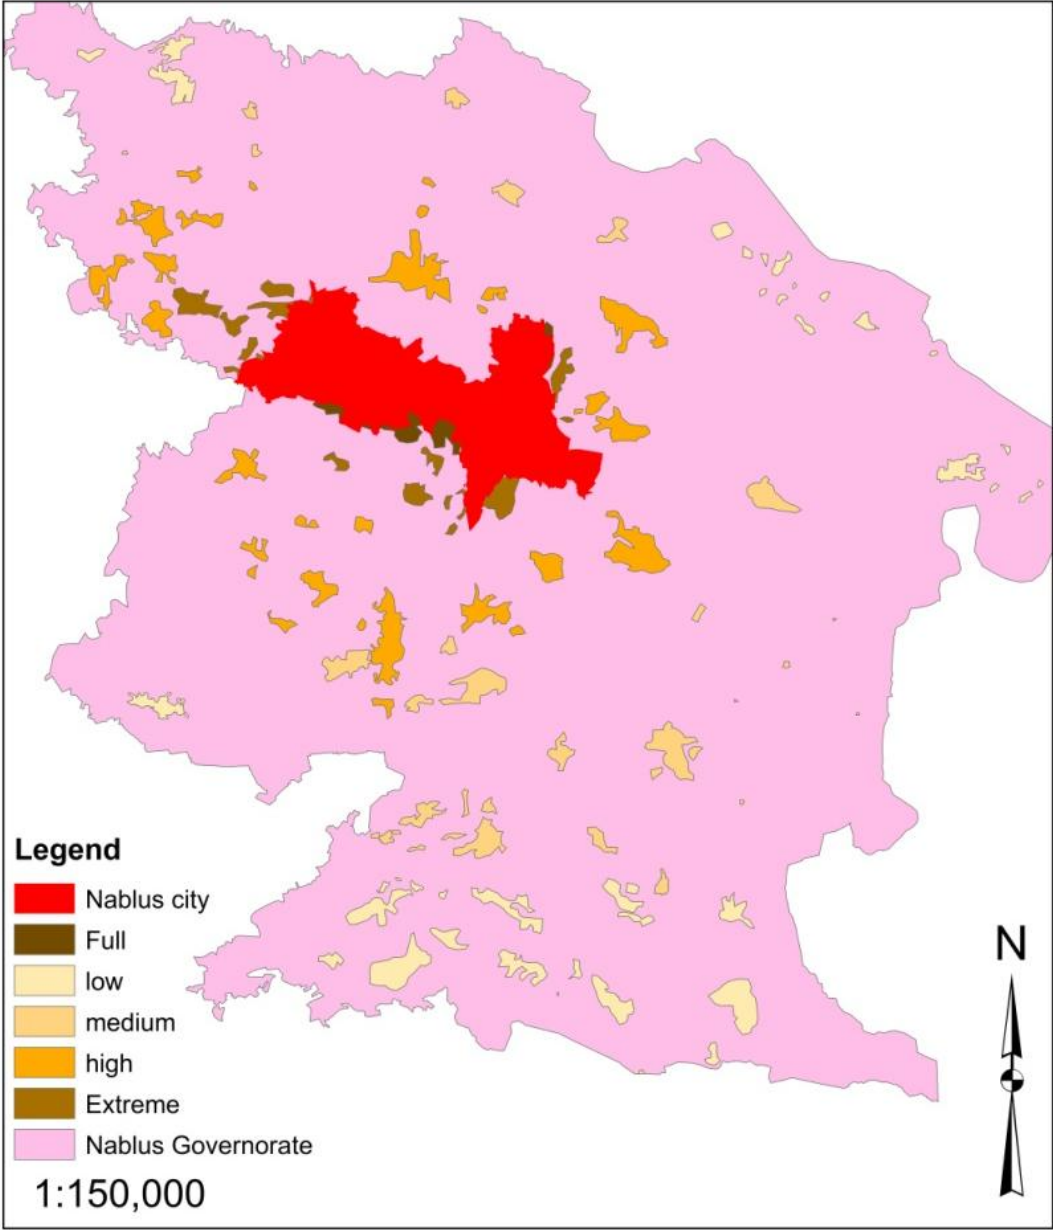 Legend
Nablus city
Full
low
medium
high
Extreme
Nablus Governorate
1:150,000
N